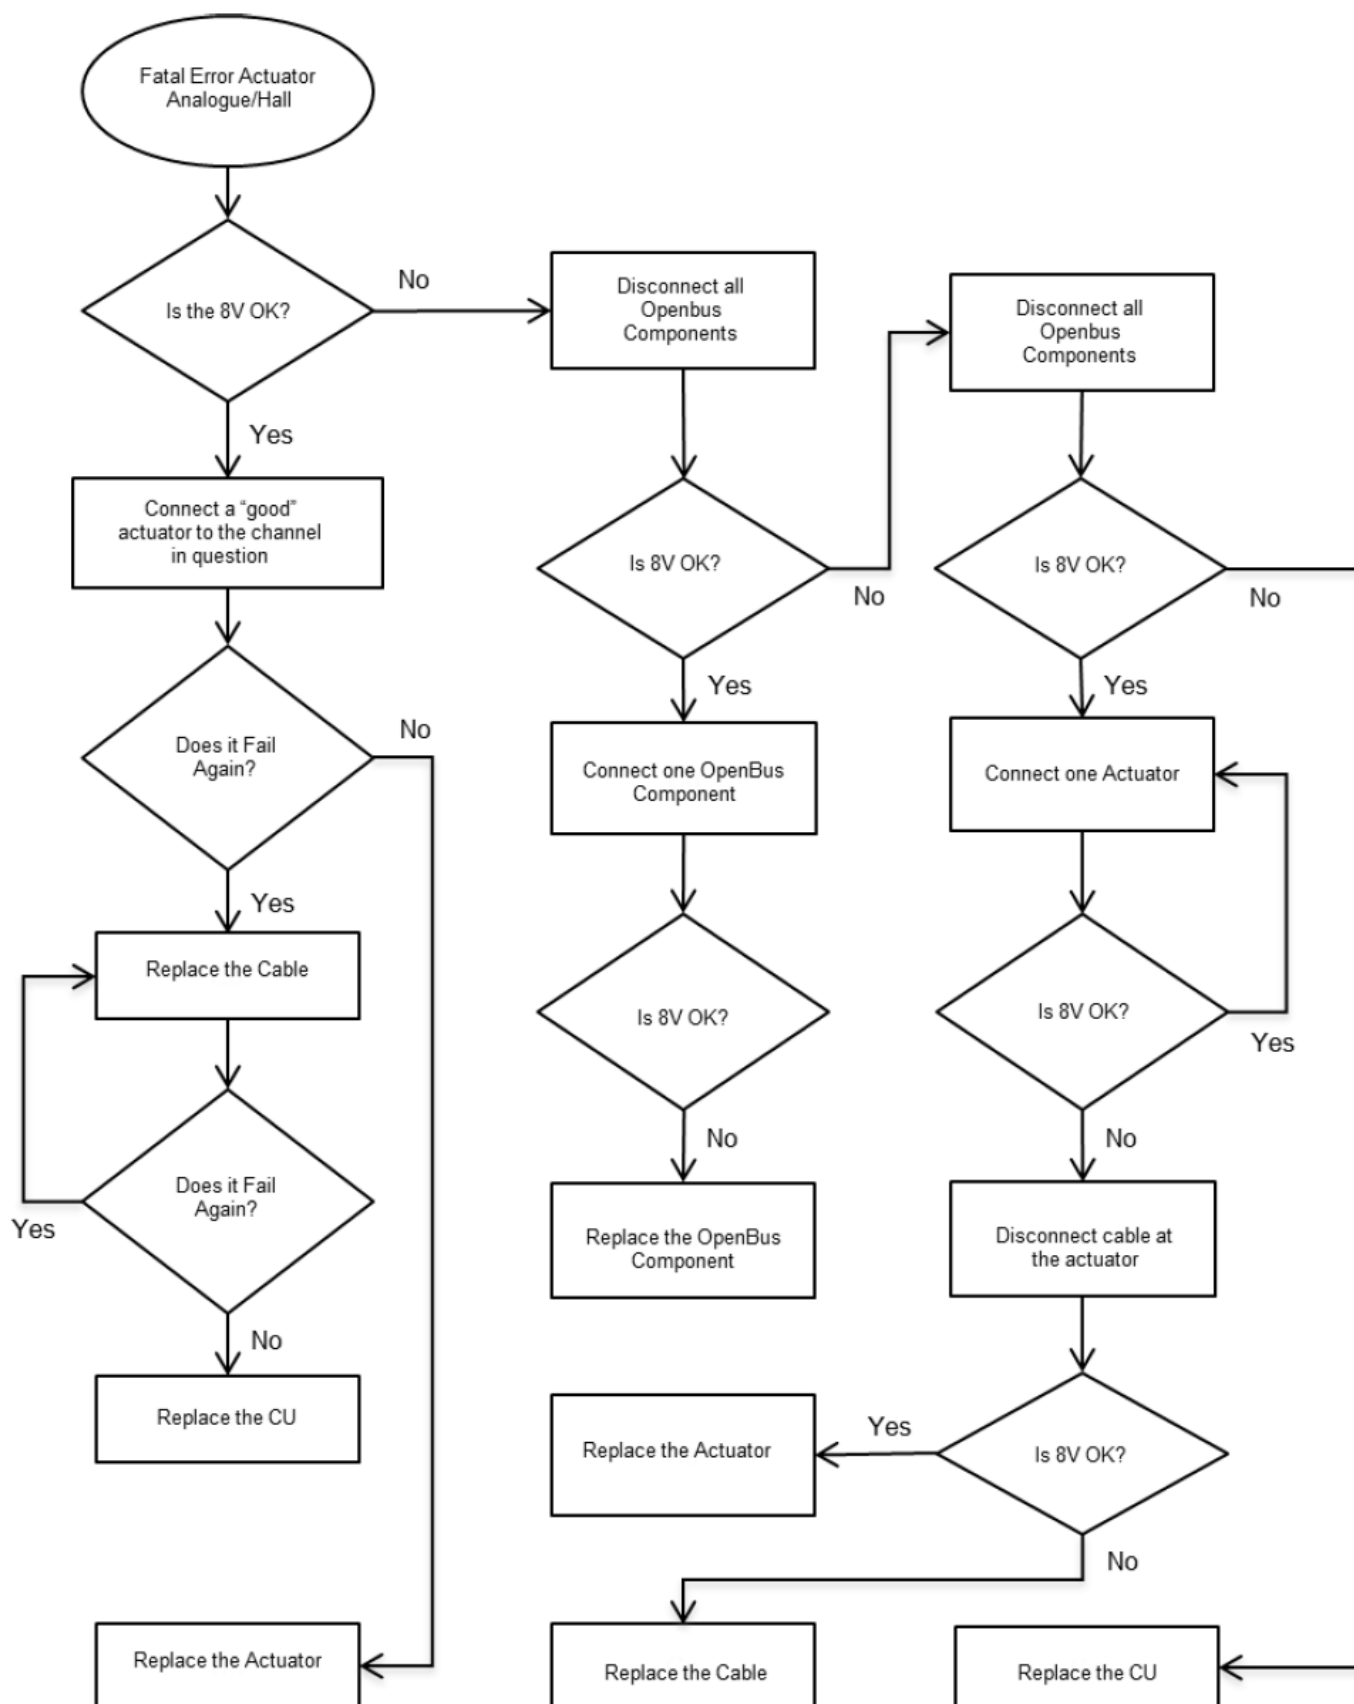 Fatal Error Actuator
Analogue/Hall
Is the 8V OK?
No
Yes
Connect a “good”
actuator to the channel
in question
Does it Fail
Again?
No
Yes
Replace the Cable
Does it Fail
Again?
Yes
No
Replace the CU
Replace the Actuator
Disconnect all
Openbus
Components
Is 8V OK?
No
Yes
Connect one OpenBus
Component
Is 8V OK?
No
Replace the OpenBus
Component
Disconnect all
Openbus
Components
Is 8V OK?
No
Yes
Connect one Actuator
Is 8V OK?
Yes
No
Disconnect cable at
the actuator
Is 8V OK?
Yes
Replace the Actuator
No
Replace the Cable
Replace the CU